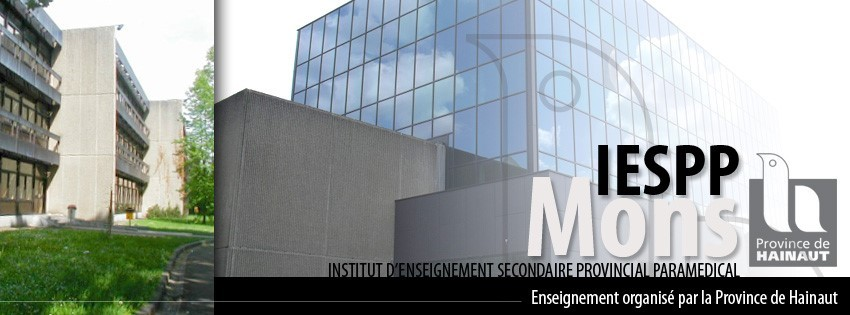 IESPP
Mons
Province de
HAINAUT
INSTITUT D'ENSEIGNEMENT SECONDAIRE PROVINCIAL PARAMEDICAL
Enseignement organisé par la Province de Hainaut